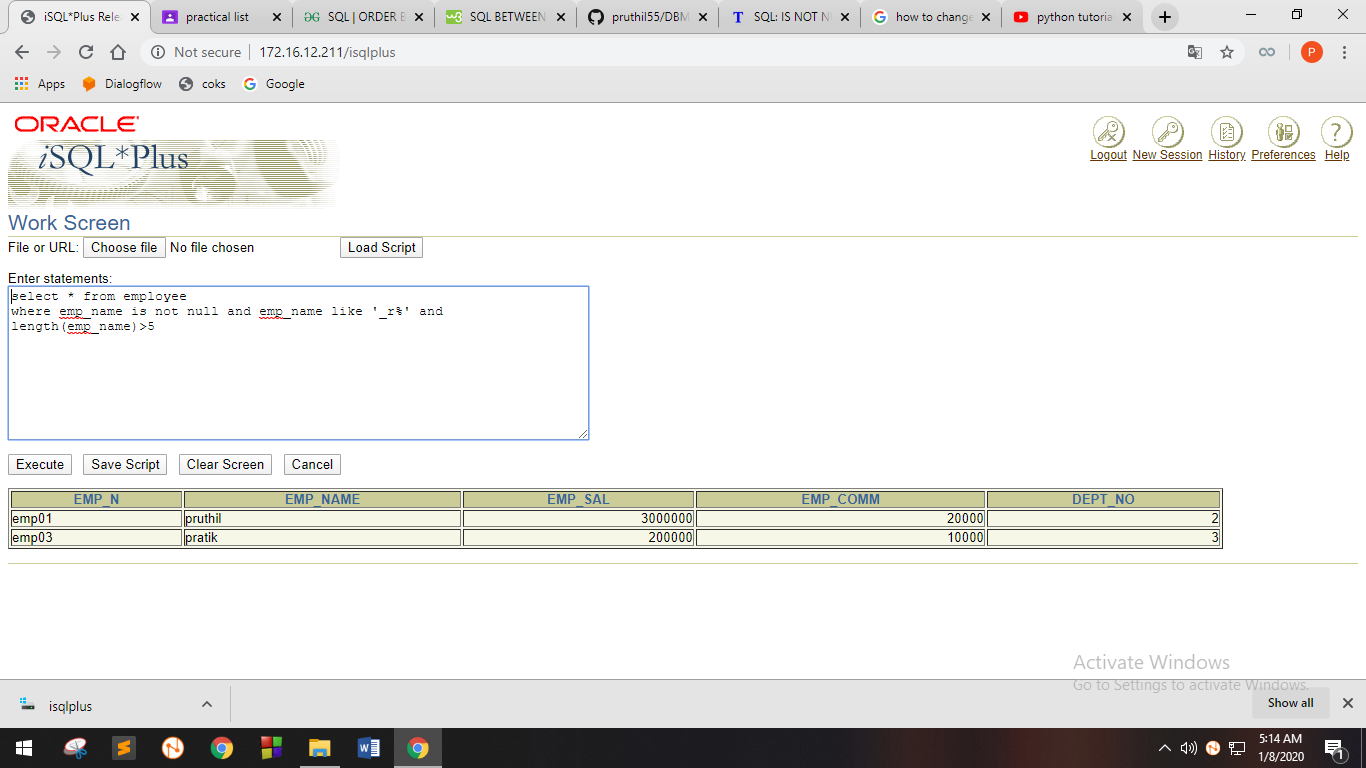 iSQL*Plus Rele
practical list
SQL | ORDER B
SQL BETWEEN
pruthil55/DBM
SQL: IS NOT N
how to change
python tutoria
Not secure | 172.16.12.211/isqlplus
P
Apps Dialogflow coks Google
ORACLE
iSQL*Plus
Logout New Session History Preferences Help
Work Screen
File or URL: Choose file No file chosen Load Script
Enter statements:
select * from employee
where emp_name is not null and emp_name like '_r%' and
length(emp_name)>5
Execute Save Script Clear Screen Cancel
EMP_N EMP_NAME EMP_SAL EMP_COMM DEPT_NO
emp01 pruthil 3000000 20000 2
emp03 pratik 200000 10000 3
Activate Windows
Go to Settings to activate Windows.
isqlplus
Show all
5:14 AM
1/8/2020
1